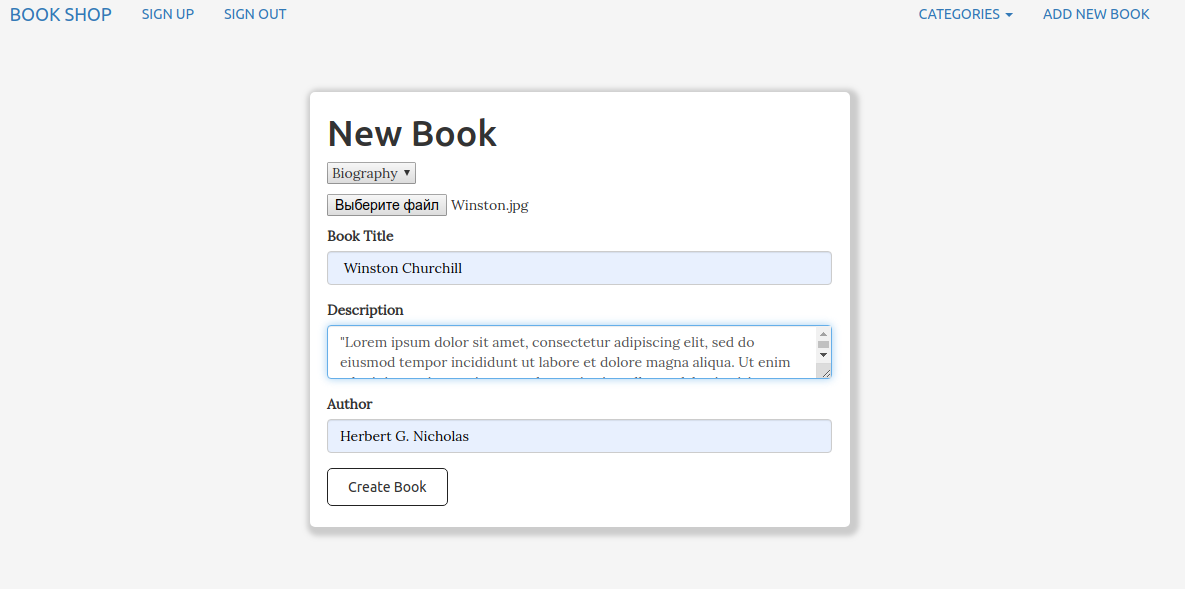 BOOK SHOP SIGN UP SIGN OUT CATEGORIES ADD NEW BOOK
New Book
Biography
Выберите файл Winston.jpg
Book Title
Winston Churchill
Description
"Lorem ipsum dolor sit amet, consectetur adipiscing elit, sed do
eiusmod tempor incididunt ut labore et dolore magna aliqua. Ut enim
Author
Herbert G. Nicholas
Create Book